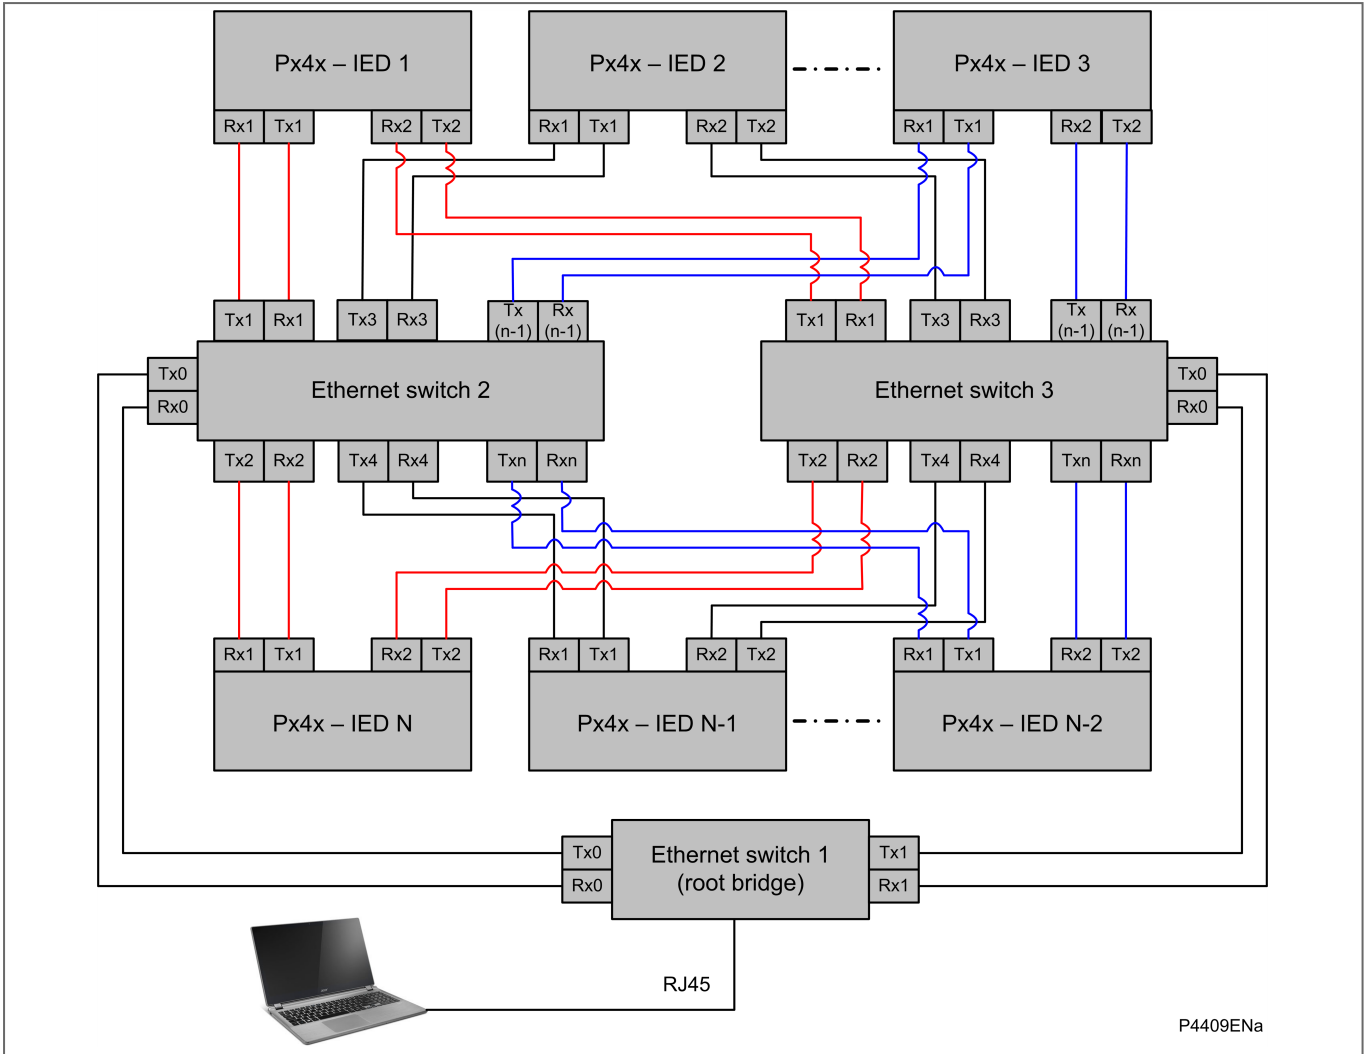 Px4x – IED 1
Px4x – IED 2
Px4x – IED 3
Rx1 Tx1 Rx2 Tx2
Rx1 Tx1 Rx2 Tx2
Rx1 Tx1 Rx2 Tx2
Tx1 Rx1 Tx3 Rx3 Tx (n-1) Rx (n-1)
Tx1 Rx1 Tx3 Rx3 Tx (n-1) Rx (n-1)
Tx0
Rx0
Ethernet switch 2
Ethernet switch 3
Tx0
Rx0
Tx2 Rx2 Tx4 Rx4 Txn Rxn
Tx2 Rx2 Tx4 Rx4 Txn Rxn
Rx1 Tx1 Rx2 Tx2
Rx1 Tx1 Rx2 Tx2
Rx1 Tx1 Rx2 Tx2
Px4x – IED N
Px4x – IED N-1
Px4x – IED N-2
Tx0
Rx0
Ethernet switch 1
(root bridge)
Tx1
Rx1
RJ45
P4409ENa